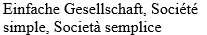 Einfache Gesellschaft, Société
simple, Società semplice